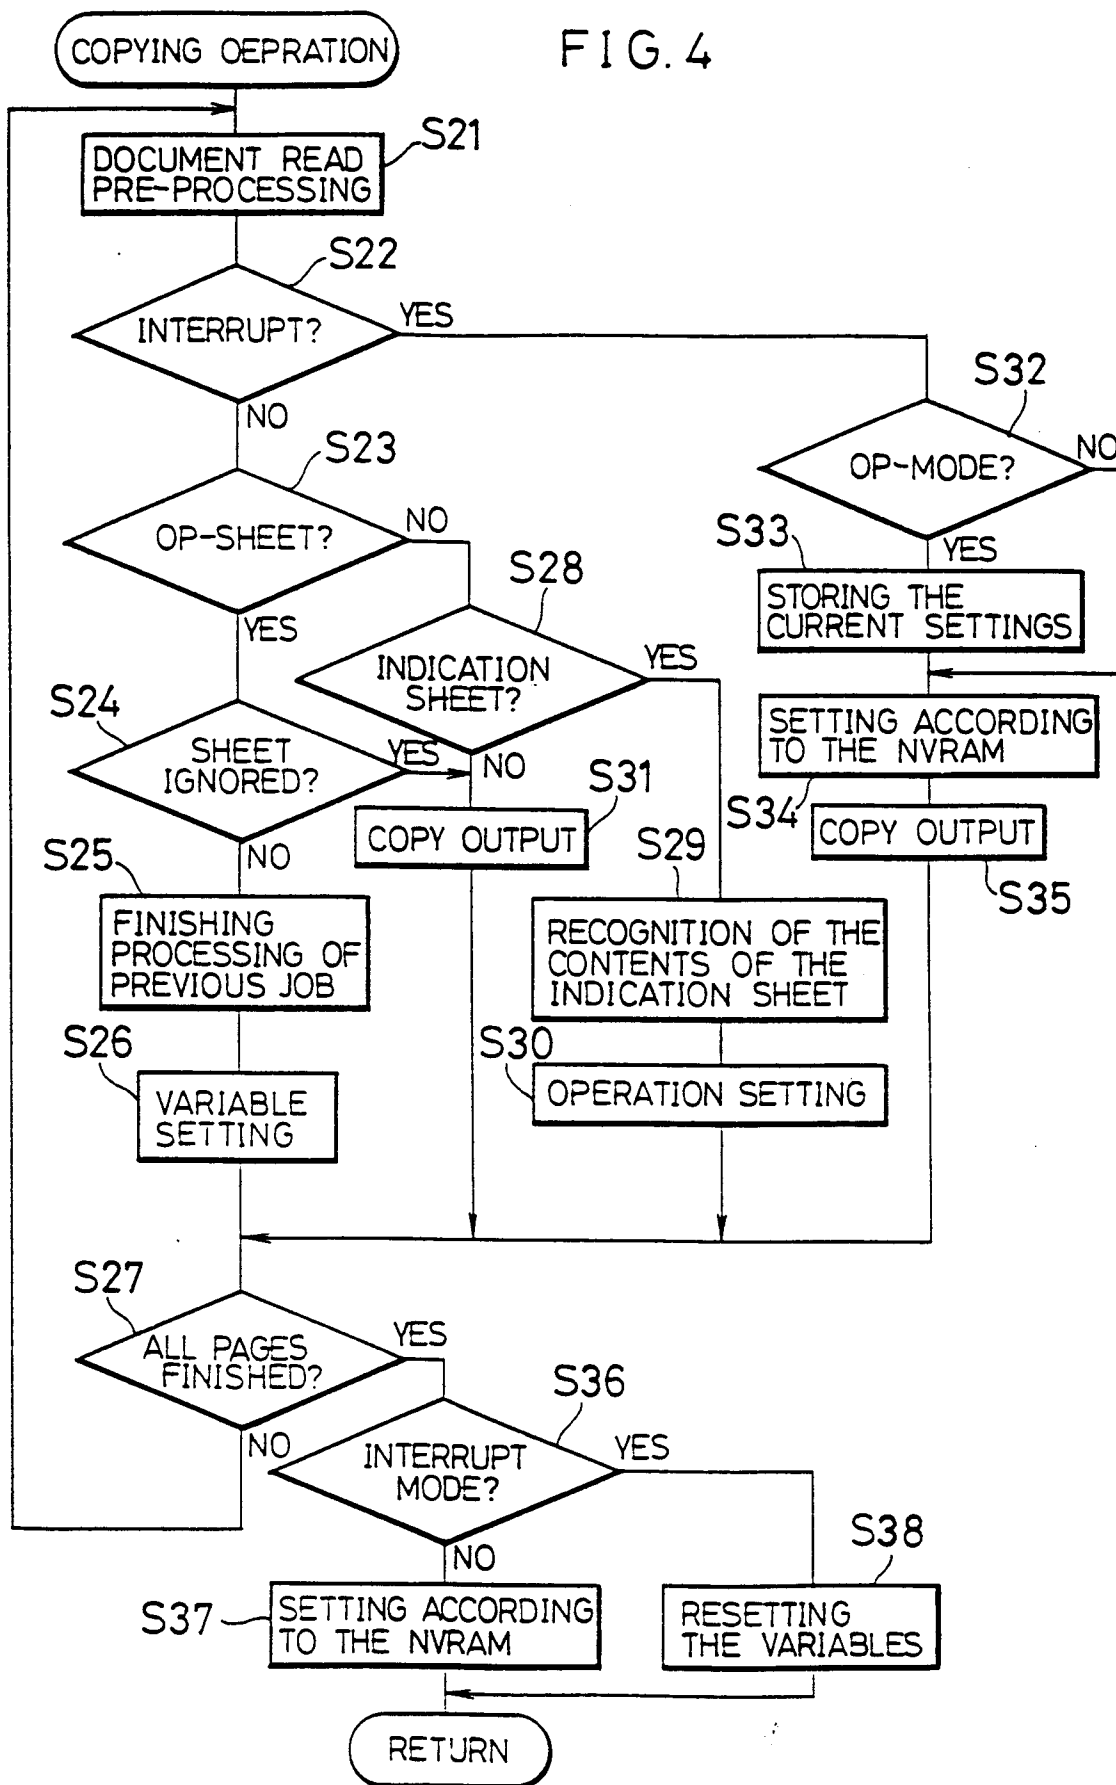 COPYING OEPRATION
FIG. 4
S21
DOCUMENT READ
PRE-PROCESSING
S22
INTERRUPT?
YES
NO
S32
OP-MODE?
NO
YES
S23
OP-SHEET?
NO
YES
S33
STORING THE
CURRENT SETTINGS
S28
INDICATION
SHEET?
YES
NO
S24
SHEET
IGNORED?
YES
NO
SETTING ACCORDING
TO THE NVRAM
S34
S31
COPY OUTPUT
COPY OUTPUT
S35
S25
FINISHING
PROCESSING OF
PREVIOUS JOB
S29
RECOGNITION OF THE
CONTENTS OF THE
INDICATION SHEET
S26
VARIABLE
SETTING
S30
OPERATION SETTING
S27
ALL PAGES
FINISHED?
YES
NO
S36
INTERRUPT
MODE?
YES
NO
S37
SETTING ACCORDING
TO THE NVRAM
S38
RESETTING
THE VARIABLES
RETURN